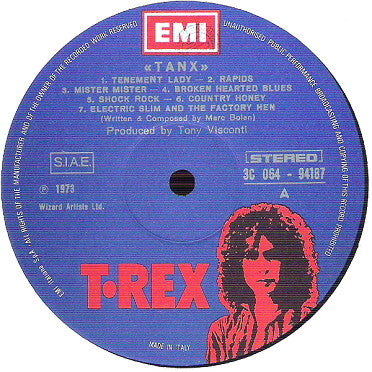 EMI
ALL RIGHTS OF THE MANUFACTURER AND OF THE OWNER OF THE RECORDED WORK RESERVED
UNAUTHORISED PUBLIC PERFORMANCE, BROADCASTING AND COPYING OF THIS RECORD PROHIBITED
«TANX»
1. TENEMENT LADY — 2. RAPIDS
3. MISTER MISTER — 4. BROKEN HEARTED BLUES
5. SHOCK ROCK — 6. COUNTRY HONEY
7. ELECTRIC SLIM AND THE FACTORY HEN
(Written & Composed by Marc Bolan)
Produced by Tony Visconti
S.I.A.E.
STEREO
3C 064 - 94187
Ⓟ 1973
A
Wizard Artists Ltd.
T•REX
EMI Italiana SpA
MADE IN ITALY